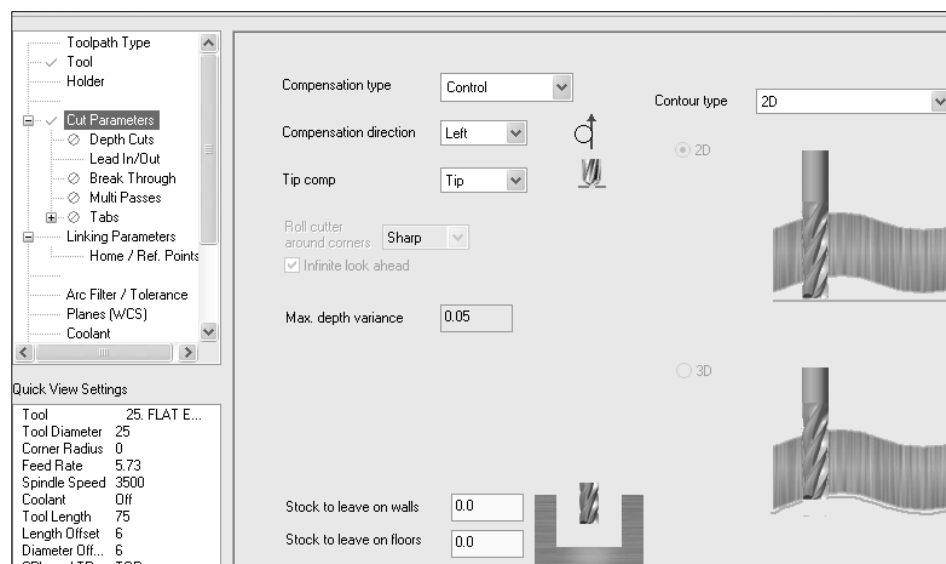 Toolpath Type
Tool
Holder
Cut Parameters
Depth Cuts
Lead In/Out
Break Through
Multi Passes
Tabs
Linking Parameters
Home / Ref. Points
Arc Filter / Tolerance
Planes (WCS)
Coolant
Quick View Settings
Tool 25. FLAT E...
Tool Diameter 25
Corner Radius 0
Feed Rate 5.73
Spindle Speed 3500
Coolant Off
Tool Length 75
Length Offset 6
Diameter Off... 6
Compensation type Control
Compensation direction Left
Tip comp Tip
Roll cutter
around corners Sharp
Infinite look ahead
Max. depth variance 0.05
Stock to leave on walls 0.0
Stock to leave on floors 0.0
Contour type 2D
2D
3D